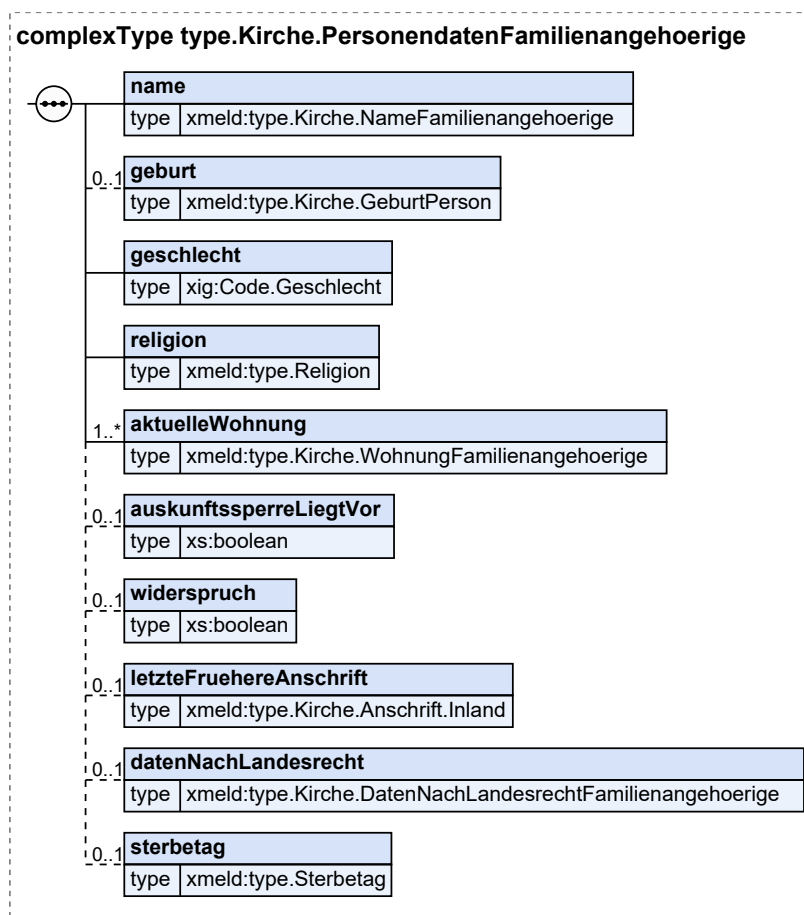 complexType type.Kirche.PersonendatenFamilienangehoerige
name
type xmeld:type.Kirche.NameFamilienangehoerige
0..1 geburt
type xmeld:type.Kirche.GeburtPerson
geschlecht
type xig:Code.Geschlecht
religion
type xmeld:type.Religion
1..* aktuelleWohnung
type xmeld:type.Kirche.WohnungFamilienangehoerige
0..1 auskunftssperreLiegtVor
type xs:boolean
0..1 widerspruch
type xs:boolean
0..1 letzteFruehereAnschrift
type xmeld:type.Kirche.Anschrift.Inland
0..1 datenNachLandesrecht
type xmeld:type.Kirche.DatenNachLandesrechtFamilienangehoerige
0..1 sterbetag
type xmeld:type.Sterbetag